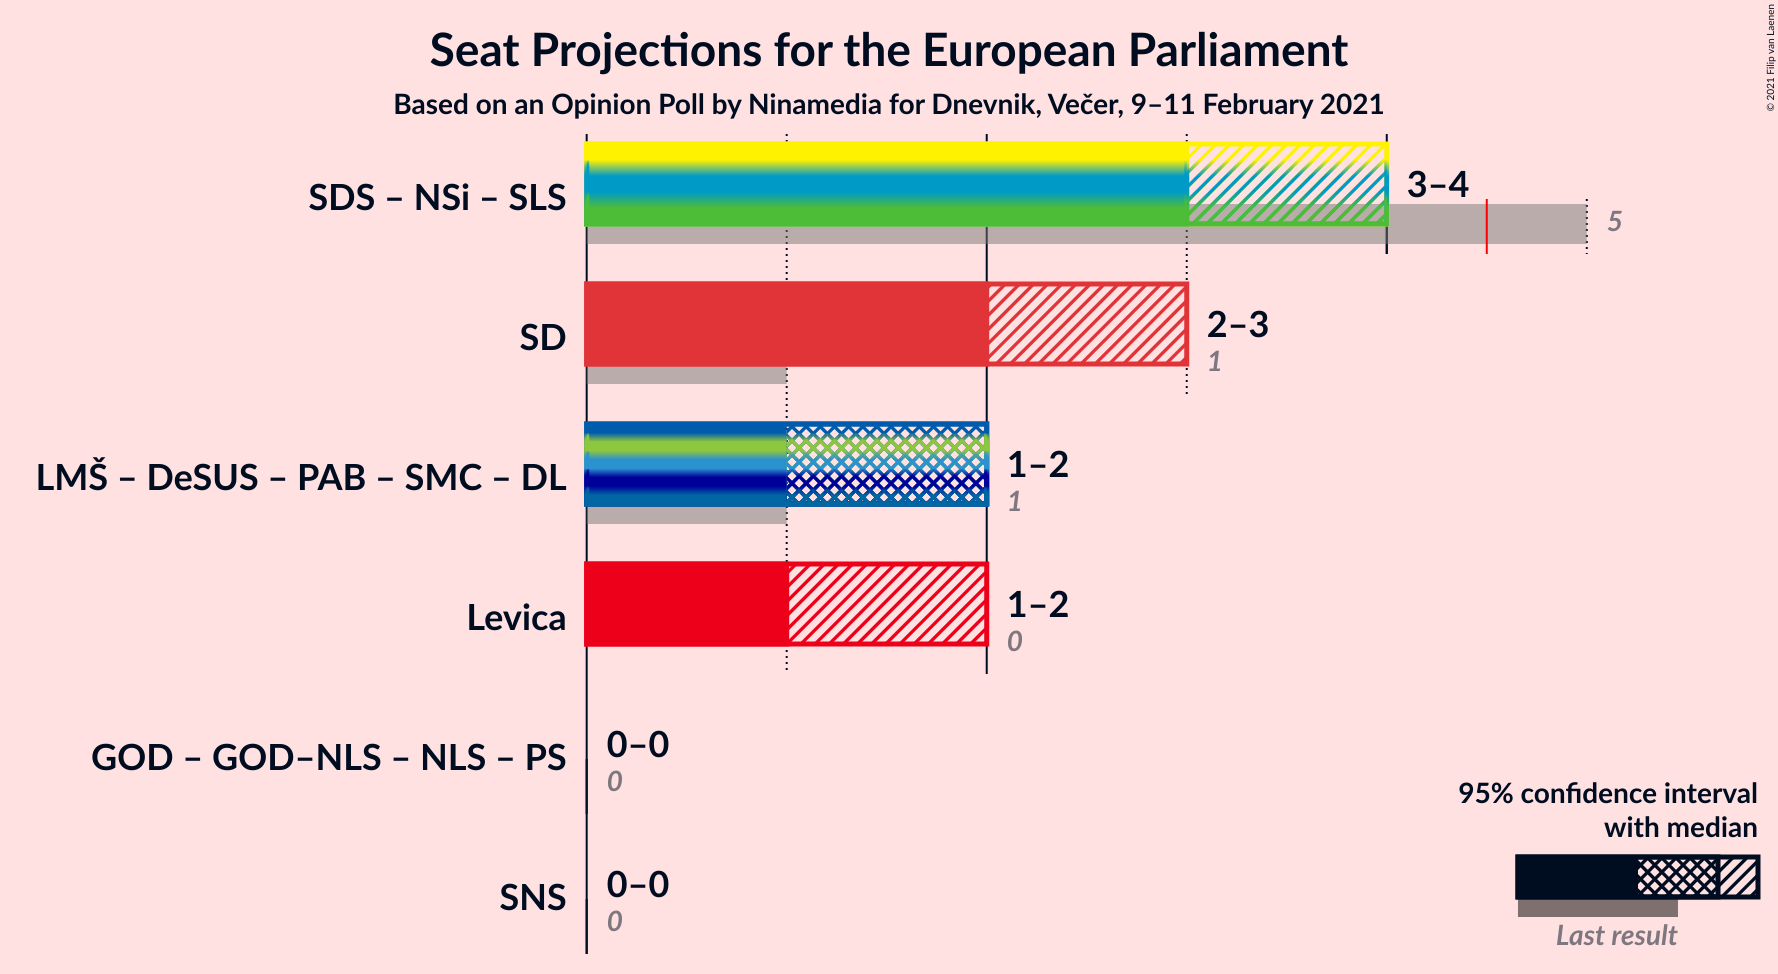 Seat Projections for the European Parliament
Based on an Opinion Poll by Ninamedia for Dnevnik, Večer, 9–11 February 2021
© 2021 Filip van Laenen
SDS – NSi – SLS
3–4
5
SD
2–3
1
LMŠ – DeSUS – PAB – SMC – DL
1–2
1
Levica
1–2
0
GOD – GOD–NLS – NLS – PS
0–0
0
SNS
0–0
0
95% confidence interval
with median
Last result